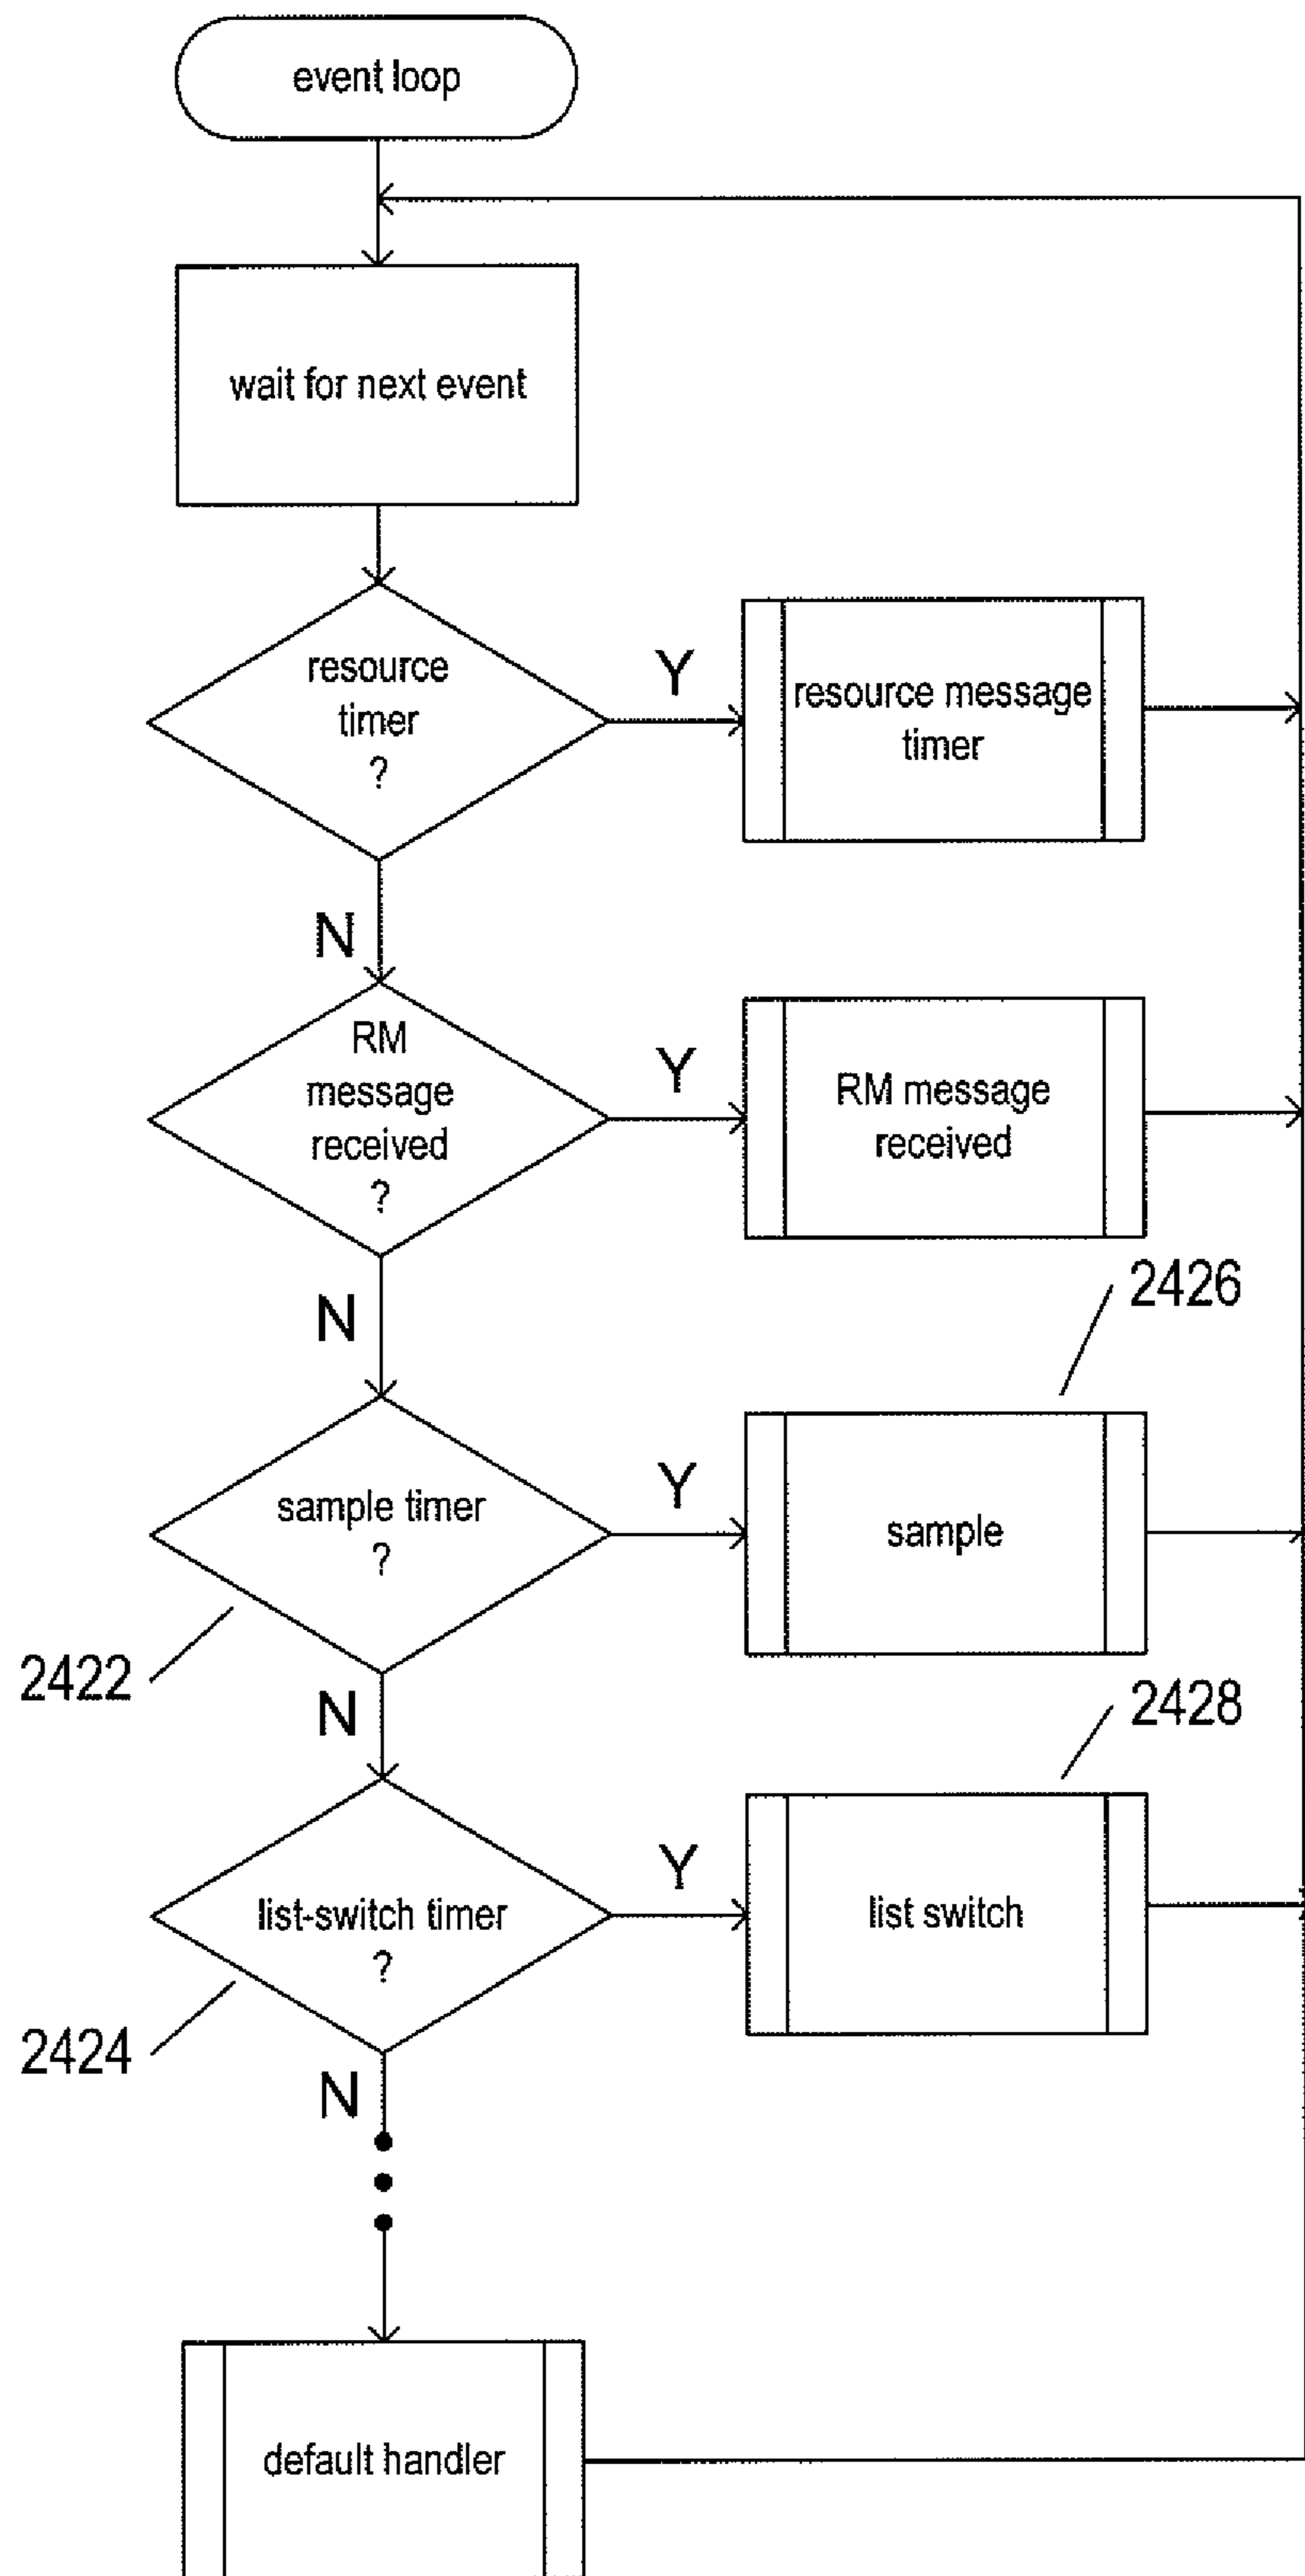 event loop
wait for next event
resource
timer
?
Y
resource message
timer
N
RM
message
received
?
Y
RM message
received
N
2426
sample timer
?
Y
sample
2422
N
2428
list-switch timer
?
Y
list switch
2424
N
default handler